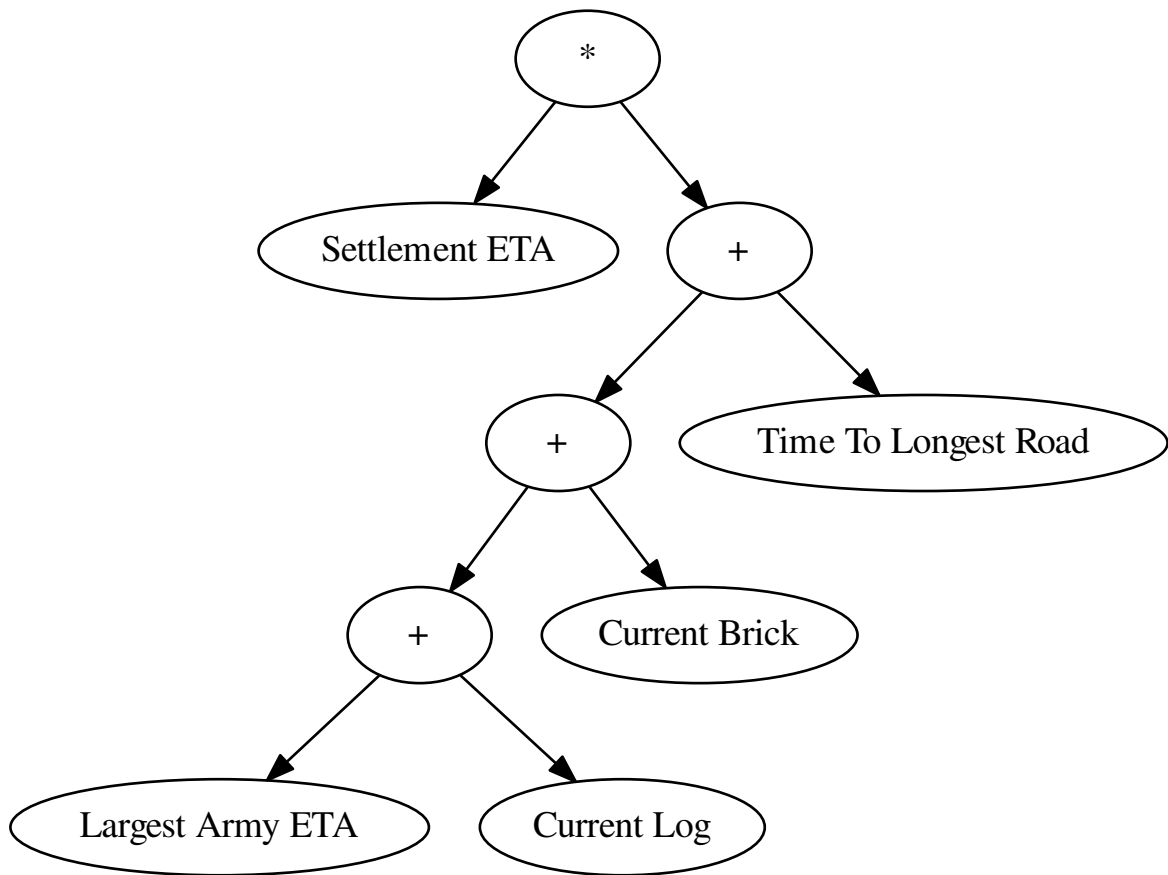 *
Settlement ETA
+
+
Time To Longest Road
+
Current Brick
Largest Army ETA
Current Log